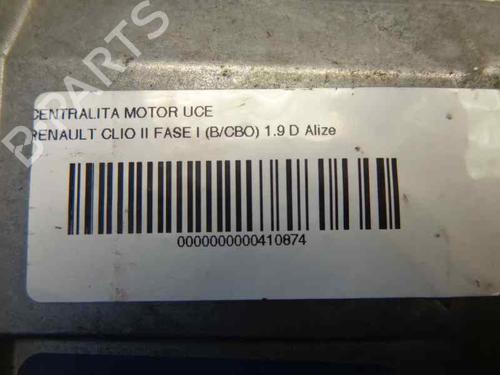 B PARTS
CENTRALITA MOTOR UCE
RENAULT CLIO II FASE I (B/CBO) 1.9 D Alize
0000000000410874